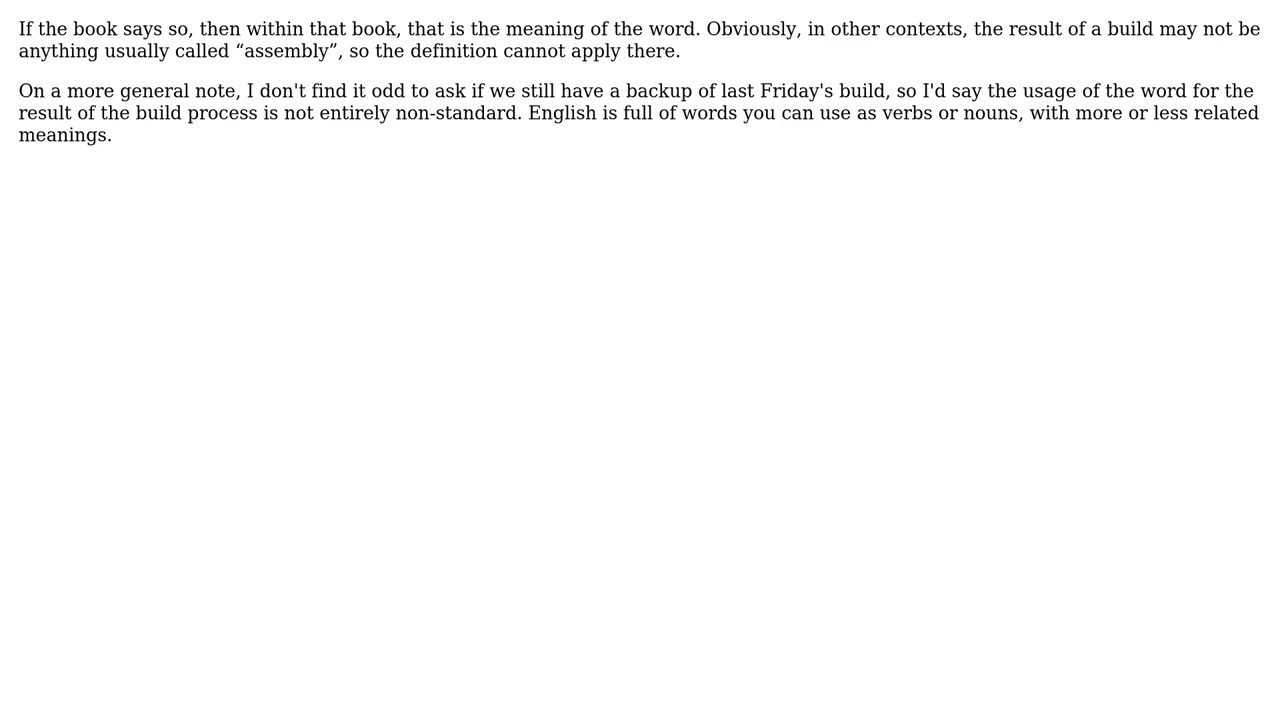 If the book says so, then within that book, that is the meaning of the word. Obviously, in other contexts, the result of a build may not be
anything usually called “assembly”, so the definition cannot apply there.
On a more general note, I don't find it odd to ask if we still have a backup of last Friday's build, so I'd say the usage of the word for the
result of the build process is not entirely non-standard. English is full of words you can use as verbs or nouns, with more or less related
meanings.